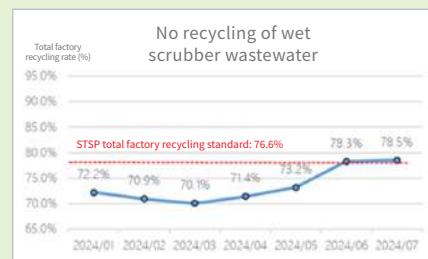 No recycling of wet
scrubber wastewater
Total factory
recycling rate (%)
95.0%
90.0%
85.0%
STSP total factory recycling standard: 76.6%
80.0%
78.3%
78.5%
75.0%
72.2%
70.9%
70.1%
71.4%
73.2%
70.0%
65.0%
2024/01 2024/02 2024/03 2024/04 2024/05 2024/06 2024/07